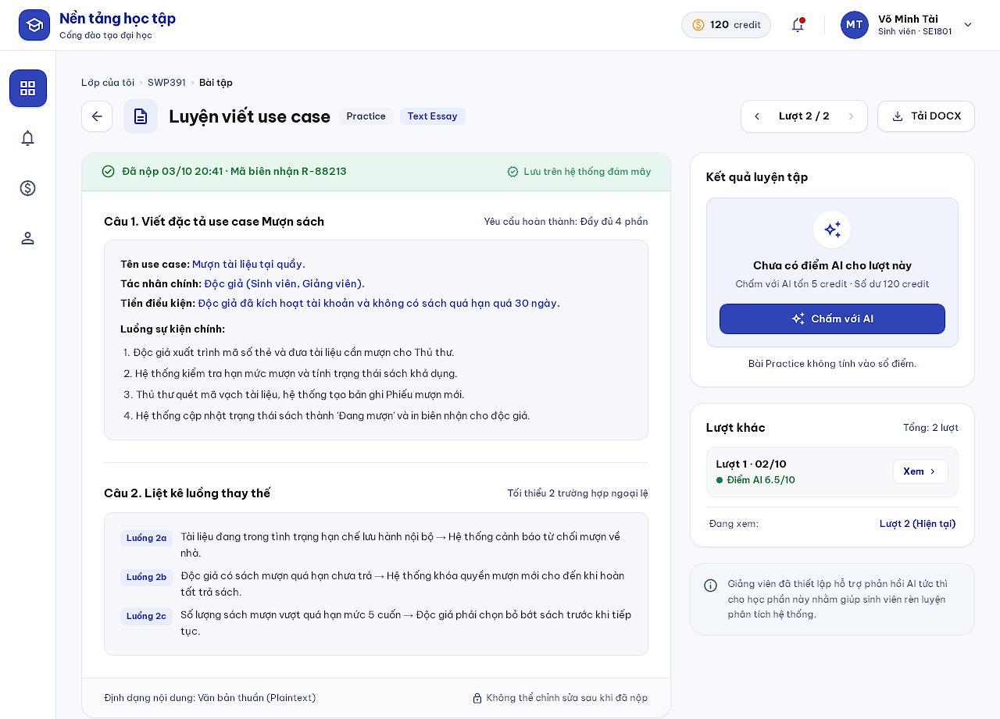 Nền tảng học tập
Cổng đào tạo đại học
120 credit
MT
Võ Minh Tài
Sinh viên · SE1801
Lớp của tôi › SWP391 › Bài tập
Luyện viết use case
Practice
Text Essay
Lượt 2 / 2
Tải DOCX
Đã nộp 03/10 20:41 · Mã biên nhận R-88213
Lưu trên hệ thống đám mây
Câu 1. Viết đặc tả use case Mượn sách
Yêu cầu hoàn thành: Đầy đủ 4 phần
Tên use case: Mượn tài liệu tại quầy.
Tác nhân chính: Độc giả (Sinh viên, Giảng viên).
Tiền điều kiện: Độc giả đã kích hoạt tài khoản và không có sách quá hạn quá 30 ngày.
Luồng sự kiện chính:
1. Độc giả xuất trình mã số thẻ và đưa tài liệu cần mượn cho Thủ thư.
2. Hệ thống kiểm tra hạn mức mượn và tính trạng thái sách khả dụng.
3. Thủ thư quét mã vạch tài liệu, hệ thống tạo bản ghi Phiếu mượn mới.
4. Hệ thống cập nhật trạng thái sách thành 'Đang mượn' và in biên nhận cho độc giả.
Câu 2. Liệt kê luồng thay thế
Tối thiểu 2 trường hợp ngoại lệ
Luồng 2a
Tài liệu đang trong tình trạng hạn chế lưu hành nội bộ → Hệ thống cảnh báo từ chối mượn về
nhà.
Luồng 2b
Độc giả có sách mượn quá hạn chưa trả → Hệ thống khóa quyền mượn mới cho đến khi hoàn
tất trả sách.
Luồng 2c
Số lượng sách mượn vượt quá hạn mức 5 cuốn → Độc giả phải chọn bỏ bớt sách trước khi tiếp
tục.
Định dạng nội dung: Văn bản thuần (Plaintext)
Không thể chỉnh sửa sau khi đã nộp
Kết quả luyện tập
Chưa có điểm AI cho lượt này
Chấm với AI tốn 5 credit · Số dư 120 credit
Chấm với AI
Bài Practice không tính vào sổ điểm.
Lượt khác
Tổng: 2 lượt
Lượt 1 · 02/10
Điểm AI 6.5/10
Xem
Đang xem:
Lượt 2 (Hiện tại)
Giảng viên đã thiết lập hỗ trợ phản hồi AI tức thì
cho học phần này nhằm giúp sinh viên rèn luyện
phân tích hệ thống.